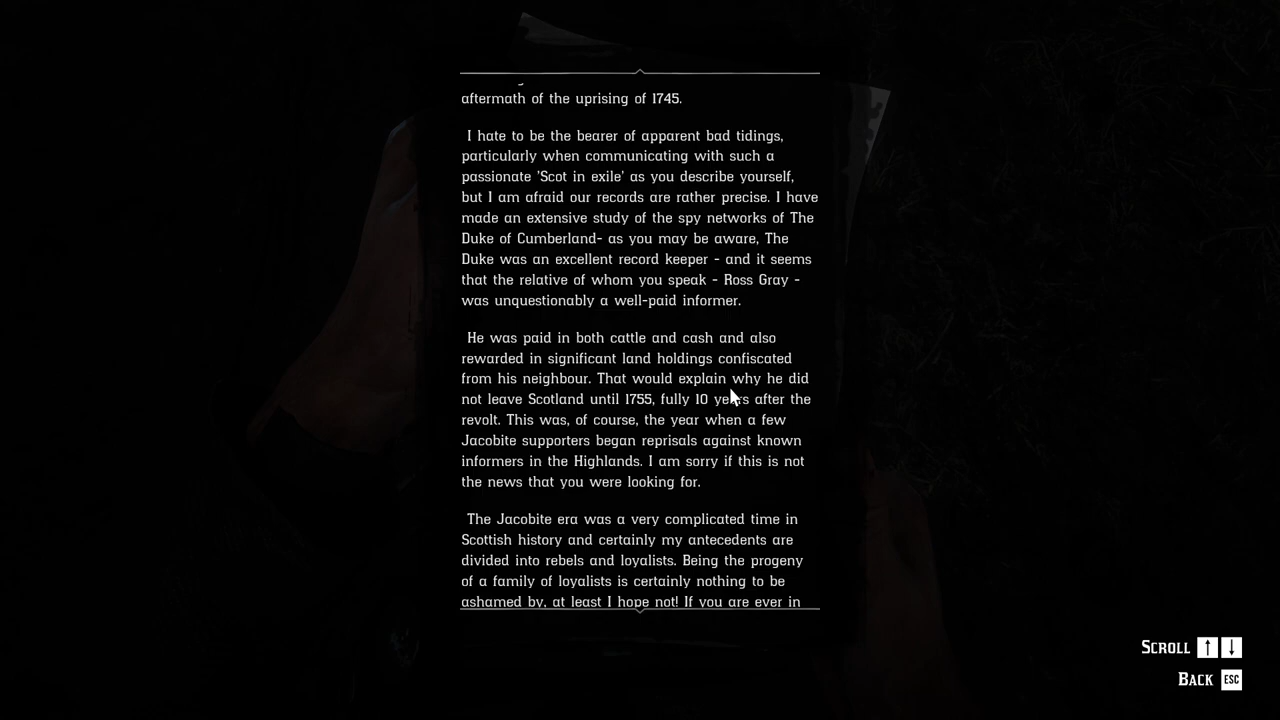 aftermath of the uprising of 1745.
I hate to be the bearer of apparent bad tidings,
particularly when communicating with such a
passionate 'Scot in exile' as you describe yourself,
but I am afraid our records are rather precise. I have
made an extensive study of the spy networks of The
Duke of Cumberland- as you may be aware, The
Duke was an excellent record keeper - and it seems
that the relative of whom you speak - Ross Gray -
was unquestionably a well-paid informer.
He was paid in both cattle and cash and also
rewarded in significant land holdings confiscated
from his neighbour. That would explain why he did
not leave Scotland until 1755, fully 10 years after the
revolt. This was, of course, the year when a few
Jacobite supporters began reprisals against known
informers in the Highlands. I am sorry if this is not
the news that you were looking for.
The Jacobite era was a very complicated time in
Scottish history and certainly my antecedents are
divided into rebels and loyalists. Being the progeny
of a family of loyalists is certainly nothing to be
ashamed by, at least I hope not! If you are ever in
SCROLL ↑ ↓
BACK ESC